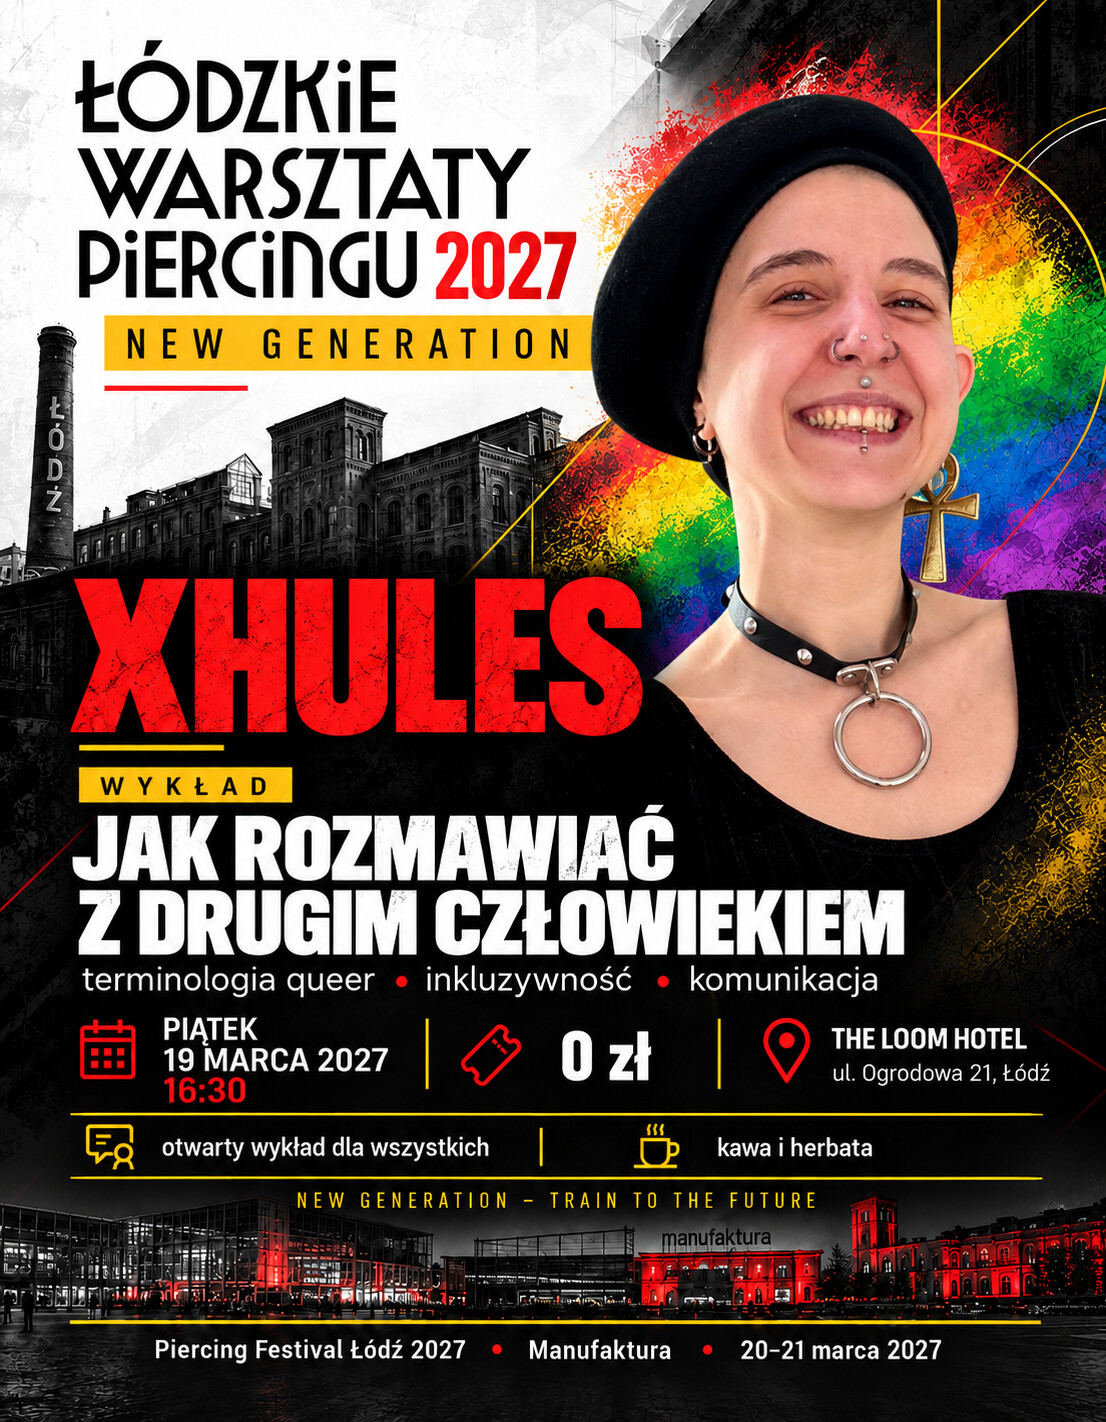 ŁÓDZKiE
WARSZTATY
PiERCiNGU 2027
NEW GENERATION
ŁÓDŹ
XHULES
WYKŁAD
JAK ROZMAWIAĆ
Z DRUGIM CZŁOWIEKIEM
terminologia queer • inkluzywność • komunikacja
PIĄTEK
19 MARCA 2027
16:30
0 zł
THE LOOM HOTEL
ul. Ogrodowa 21, Łódź
otwarty wykład dla wszystkich
kawa i herbata
NEW GENERATION – TRAIN TO THE FUTURE
manufaktura
Piercing Festival Łódź 2027 • Manufaktura • 20–21 marca 2027